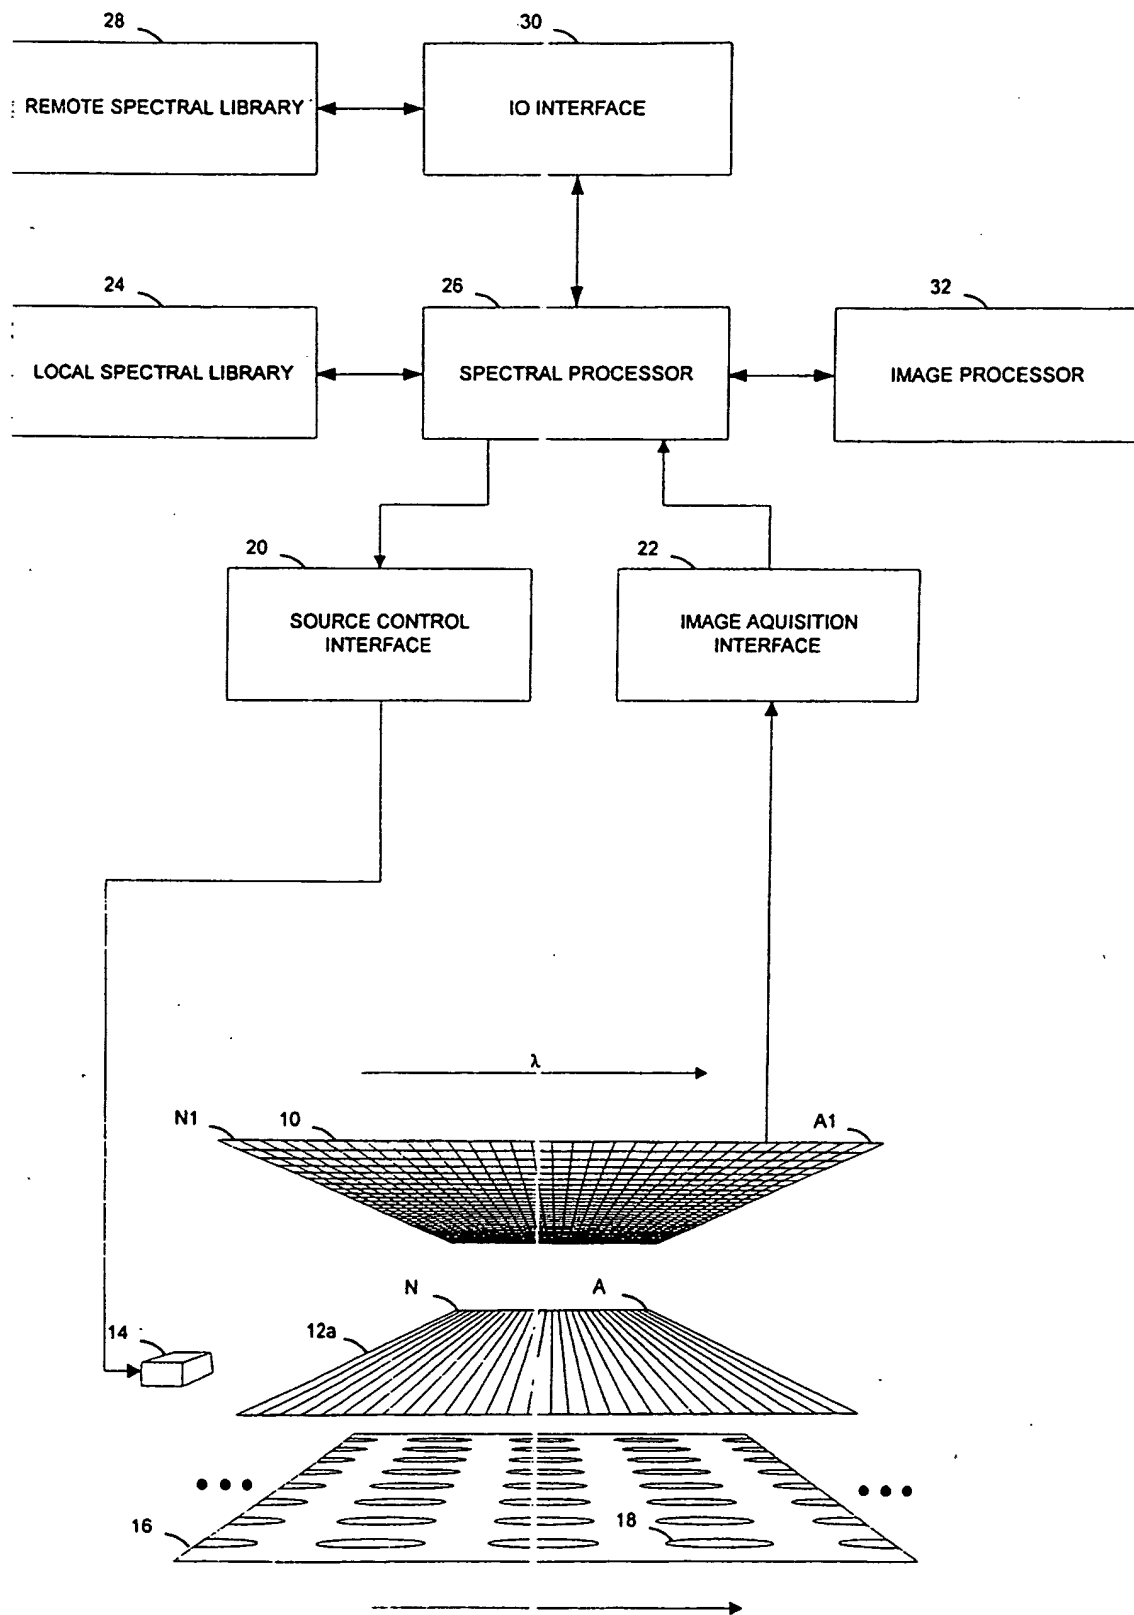 28
30
REMOTE SPECTRAL LIBRARY
IO INTERFACE
24
26
32
LOCAL SPECTRAL LIBRARY
SPECTRAL PROCESSOR
IMAGE PROCESSOR
20
22
SOURCE CONTROL
INTERFACE
IMAGE AQUISITION
INTERFACE
λ
N1
10
A1
N
A
14
12a
16
18